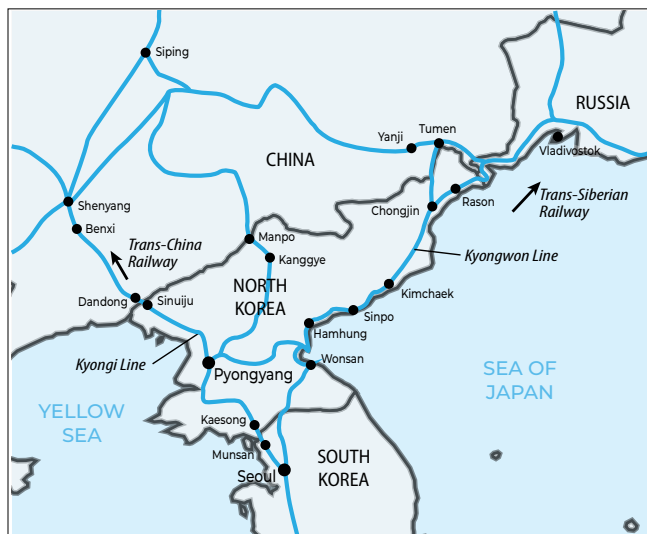 Siping
RUSSIA
Yanji
Tumen
Vladivostok
CHINA
Shenyang
Benxi
Chongjin
Rason
Trans-Siberian
Railway
Trans-China
Railway
Manpo
Kanggye
Kyongwon Line
NORTH
KOREA
Kimchaek
Dandong
Sinuiju
Sinpo
Hamhung
Kyongi Line
Wonsan
Pyongyang
SEA OF
JAPAN
YELLOW
SEA
Kaesong
Munsan
SOUTH
KOREA
Seoul